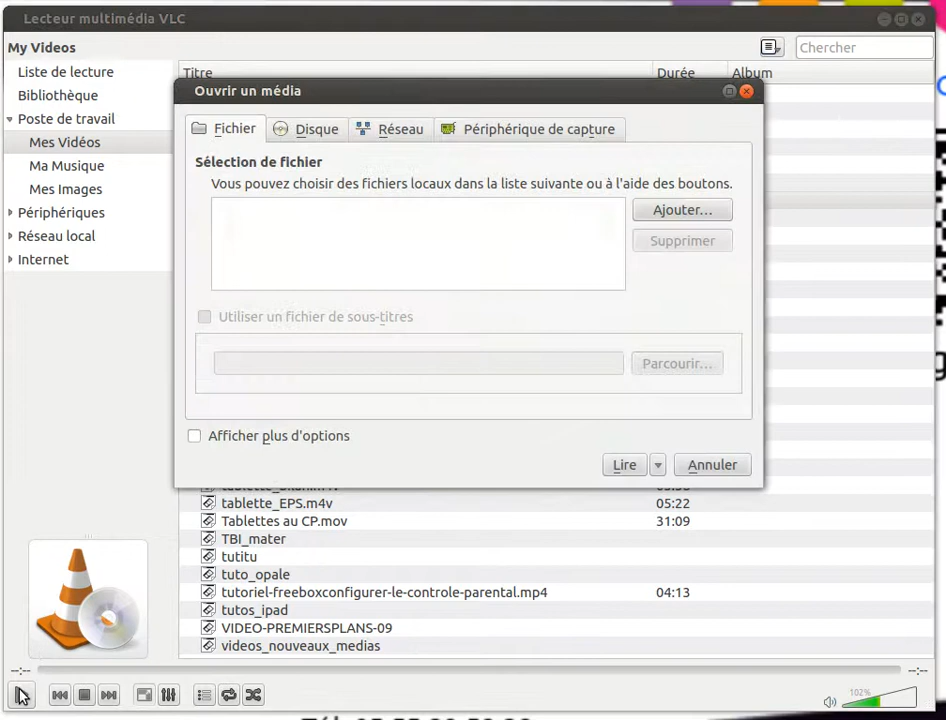 Lecteur multimédia VLC
My Videos
Chercher
Liste de lecture
Titre
Durée
Album
Bibliothèque
Ouvrir un média
Poste de travail
Fichier
Disque
Réseau
Périphérique de capture
Mes Vidéos
Ma Musique
Mes Images
Périphériques
Réseau local
Internet
Sélection de fichier
Vous pouvez choisir des fichiers locaux dans la liste suivante ou à l'aide des boutons.
Ajouter...
Supprimer
Utiliser un fichier de sous-titres
Parcourir...
Afficher plus d'options
Lire
Annuler
tablette_EPS.m4v 05:22
Tablettes au CP.mov 31:09
TBI_mater
tutitu
tuto_opale
tutoriel-freeboxconfigurer-le-controle-parental.mp4 04:13
tutos_ipad
VIDEO-PREMIERSPLANS-09
videos_nouveaux_medias
--:--
--:--
102%